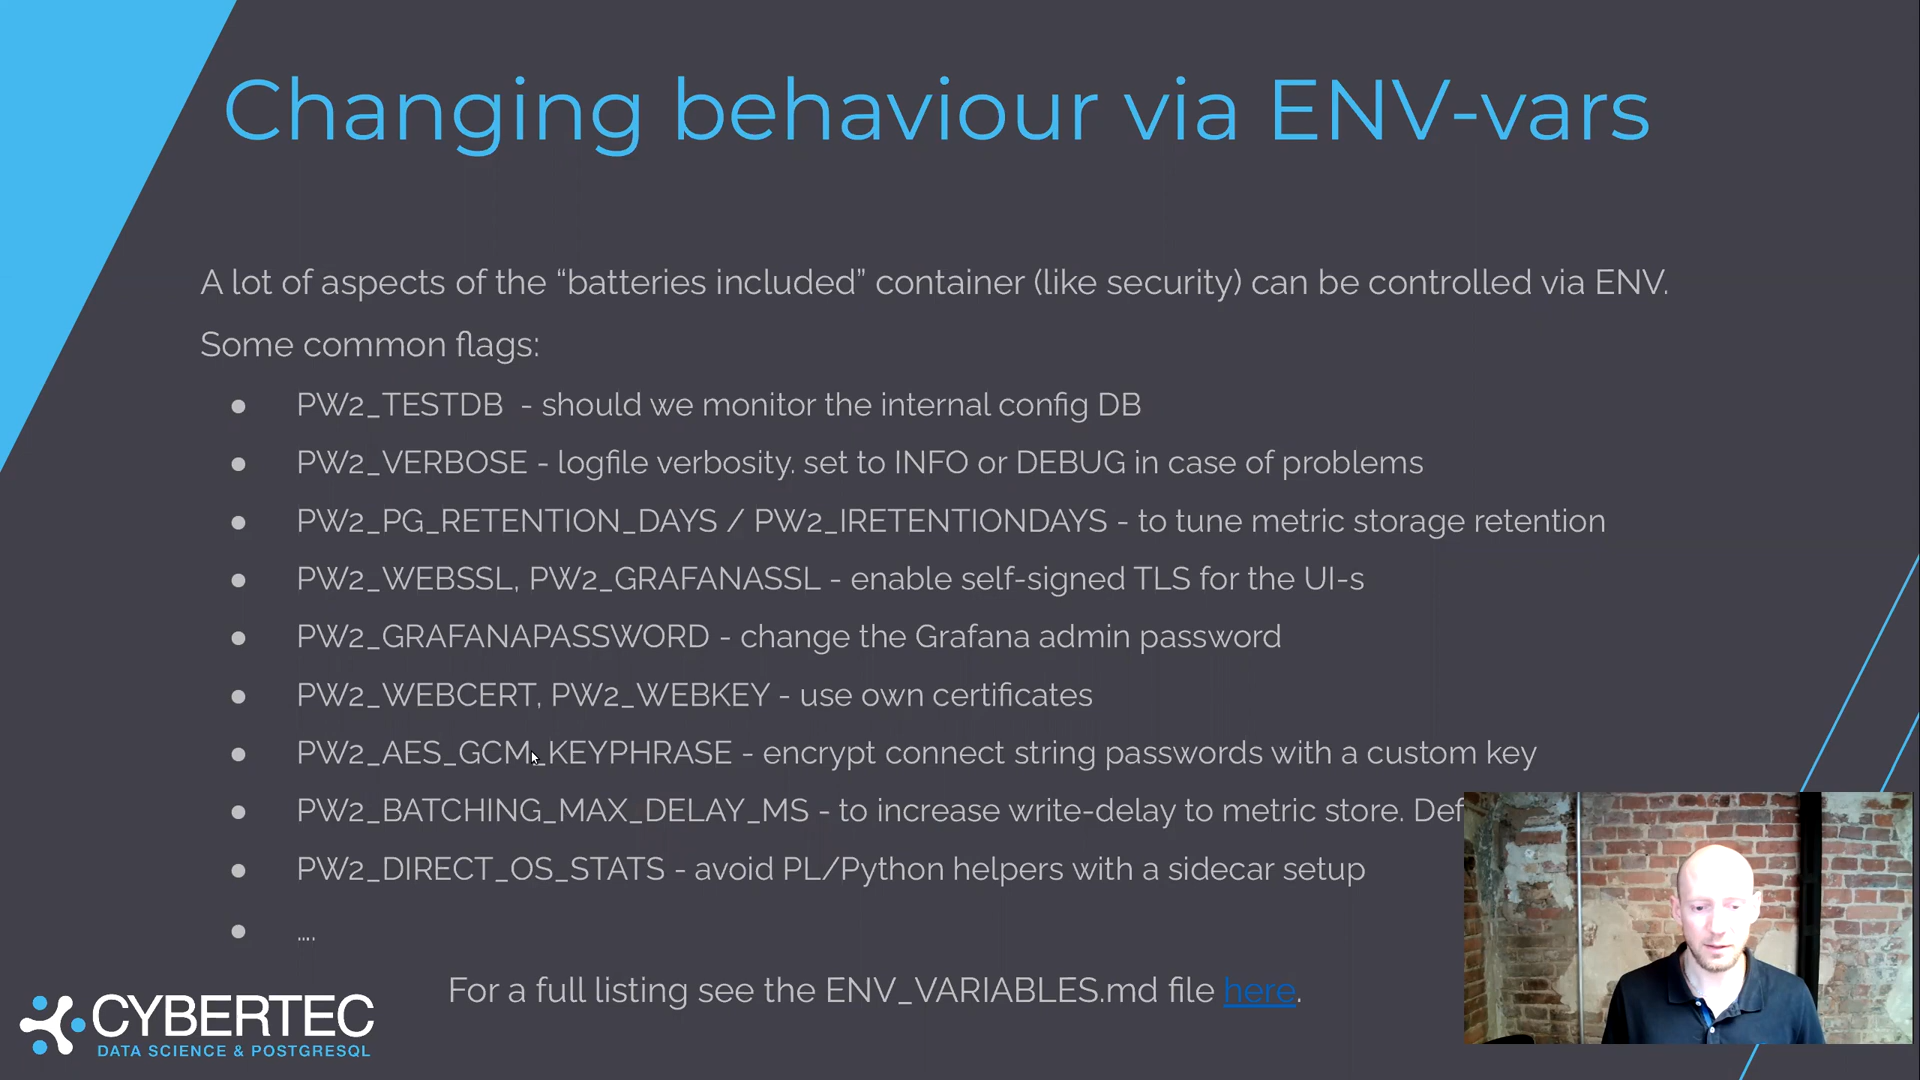 Changing behaviour via ENV-vars
A lot of aspects of the “batteries included” container (like security) can be controlled via ENV.
Some common flags:
● PW2_TESTDB - should we monitor the internal config DB
● PW2_VERBOSE - logfile verbosity. set to INFO or DEBUG in case of problems
● PW2_PG_RETENTION_DAYS / PW2_IRETENTIONDAYS - to tune metric storage retention
● PW2_WEBSSL, PW2_GRAFANASSL - enable self-signed TLS for the UI-s
● PW2_GRAFANAPASSWORD - change the Grafana admin password
● PW2_WEBCERT, PW2_WEBKEY - use own certificates
● PW2_AES_GCM_KEYPHRASE - encrypt connect string passwords with a custom key
● PW2_BATCHING_MAX_DELAY_MS - to increase write-delay to metric store.
● PW2_DIRECT_OS_STATS - avoid PL/Python helpers with a sidecar setup
● ....
For a full listing see the ENV_VARIABLES.md file here.
CYBERTEC
DATA SCIENCE & POSTGRESQL